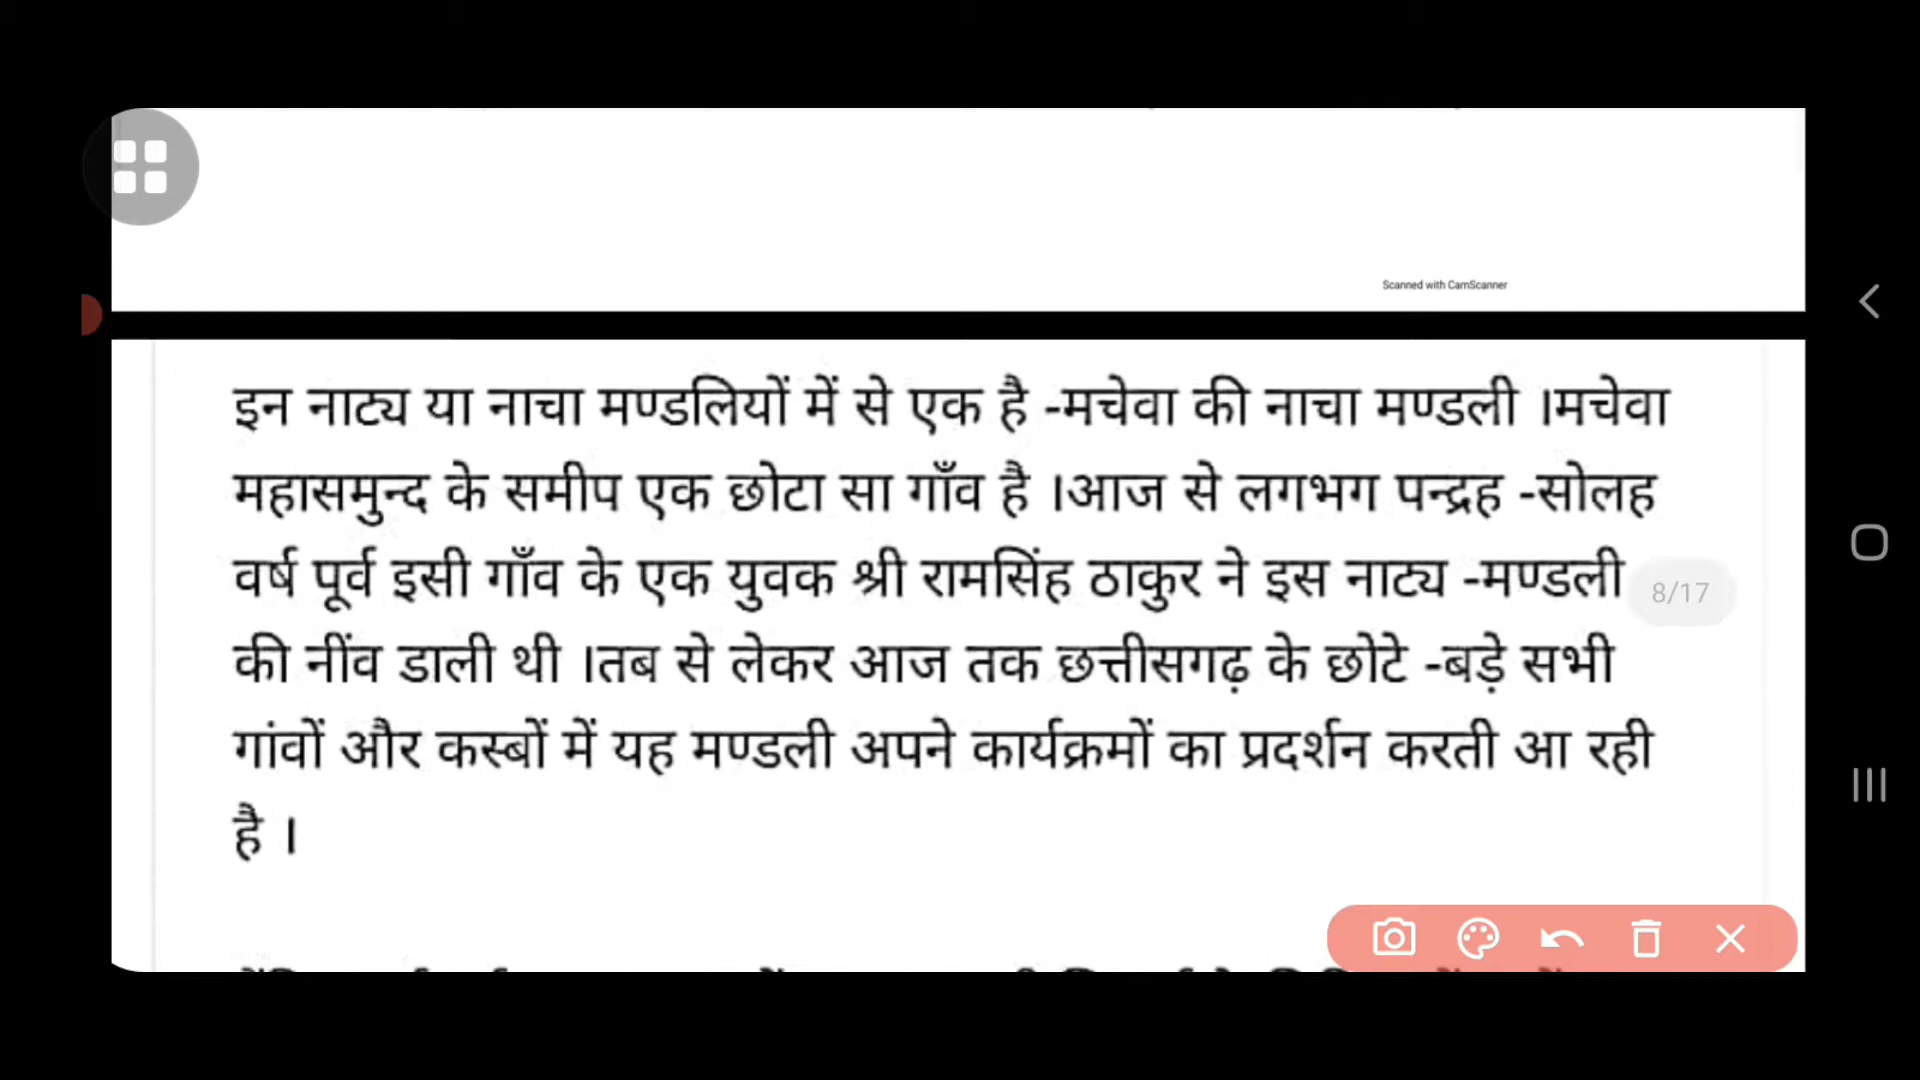 Scanned with CamScanner
इन नाट्य या नाचा मण्डलियों में से एक है -मचेवा की नाचा मण्डली ।मचेवा
महासमुन्द के समीप एक छोटा सा गाँव है ।आज से लगभग पन्द्रह -सोलह
वर्ष पूर्व इसी गाँव के एक युवक श्री रामसिंह ठाकुर ने इस नाट्य -मण्डली
8/17
की नींव डाली थी ।तब से लेकर आज तक छत्तीसगढ़ के छोटे -बड़े सभी
गांवों और कस्बों में यह मण्डली अपने कार्यक्रमों का प्रदर्शन करती आ रही
है ।